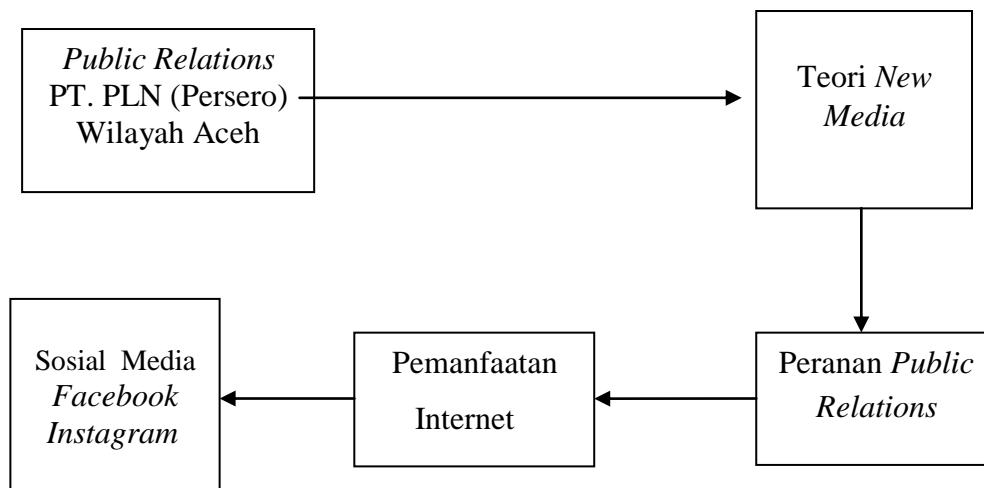 Public Relations
PT. PLN (Persero)
Wilayah Aceh
Teori New
Media
Peranan Public
Relations
Pemanfaatan
Internet
Sosial Media
Facebook
Instagram